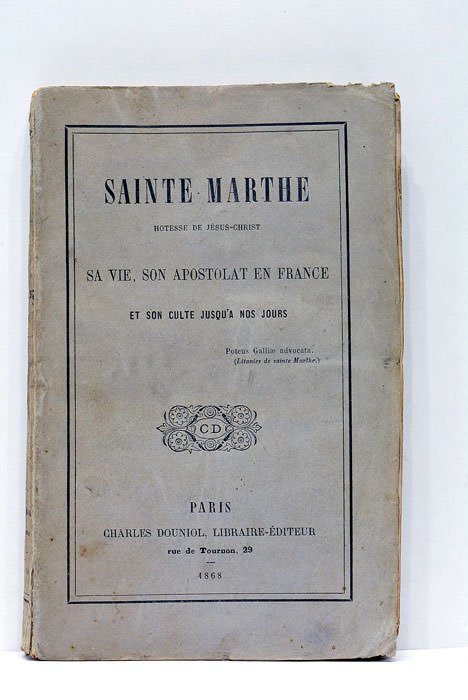 SAINTE MARTHE
HOTESSE DE JÉSUS-CHRIST
SA VIE, SON APOSTOLAT EN FRANCE
ET SON CULTE JUSQU'A NOS JOURS
Potens Galliæ advocata.
(Litanies de sainte Marthe.)
CD
PARIS
CHARLES DOUNIOL, LIBRAIRE-ÉDITEUR
rue de Tournon, 29
—
1868